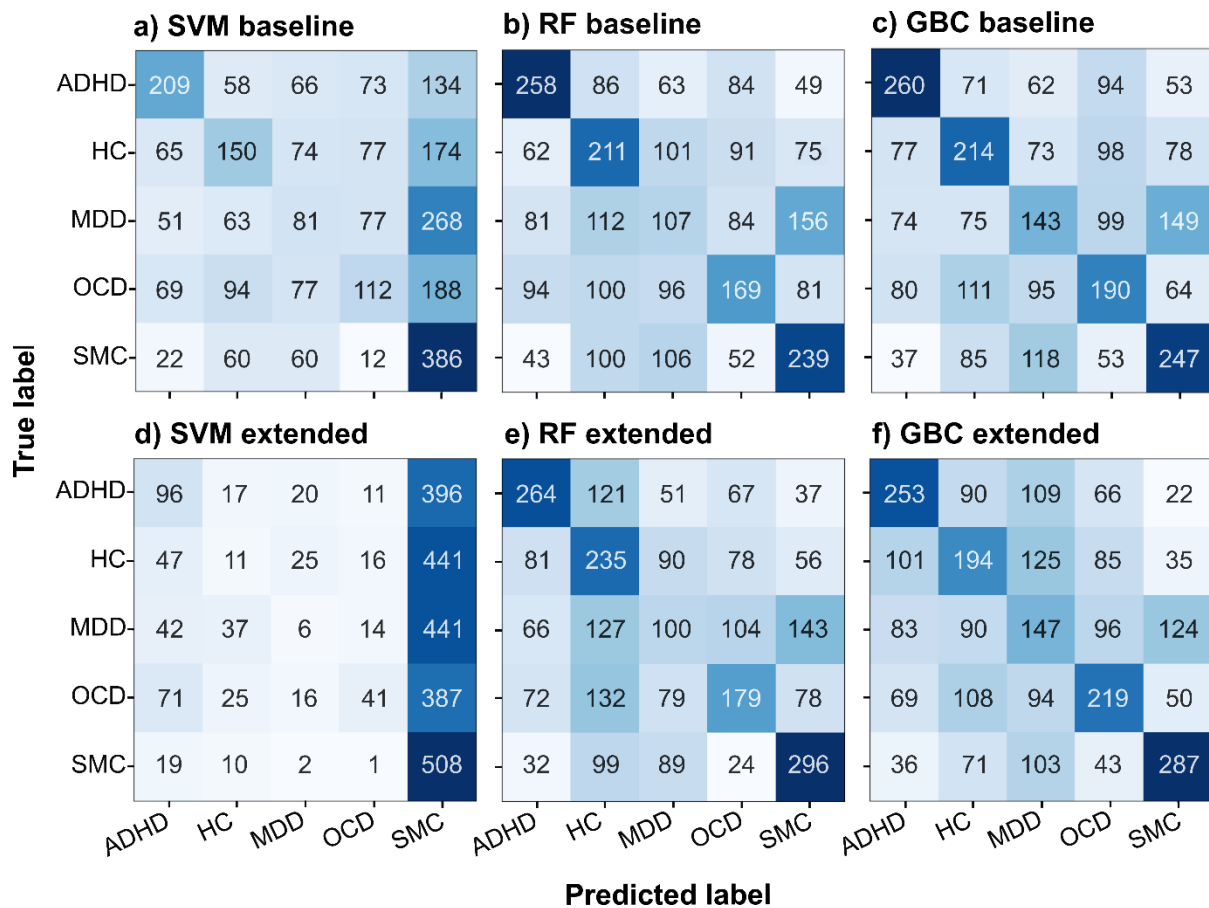 a) SVM baseline b) RF baseline c) GBC baseline
ADHD 209 58 66 73 134 258 86 63 84 49 260 71 62 94 53
HC 65 150 74 77 174 62 211 101 91 75 77 214 73 98 78
MDD 51 63 81 77 268 81 112 107 84 156 74 75 143 99 149
OCD 69 94 77 112 188 94 100 96 169 81 80 111 95 190 64
SMC 22 60 60 12 386 43 100 106 52 239 37 85 118 53 247
True label
d) SVM extended e) RF extended f) GBC extended
ADHD 96 17 20 11 396 264 121 51 67 37 253 90 109 66 22
HC 47 11 25 16 441 81 235 90 78 56 101 194 125 85 35
MDD 42 37 6 14 441 66 127 100 104 143 83 90 147 96 124
OCD 71 25 16 41 387 72 132 79 179 78 69 108 94 219 50
SMC 19 10 2 1 508 32 99 89 24 296 36 71 103 43 287
ADHD HC MDD OCD SMC ADHD HC MDD OCD SMC ADHD HC MDD OCD SMC
Predicted label